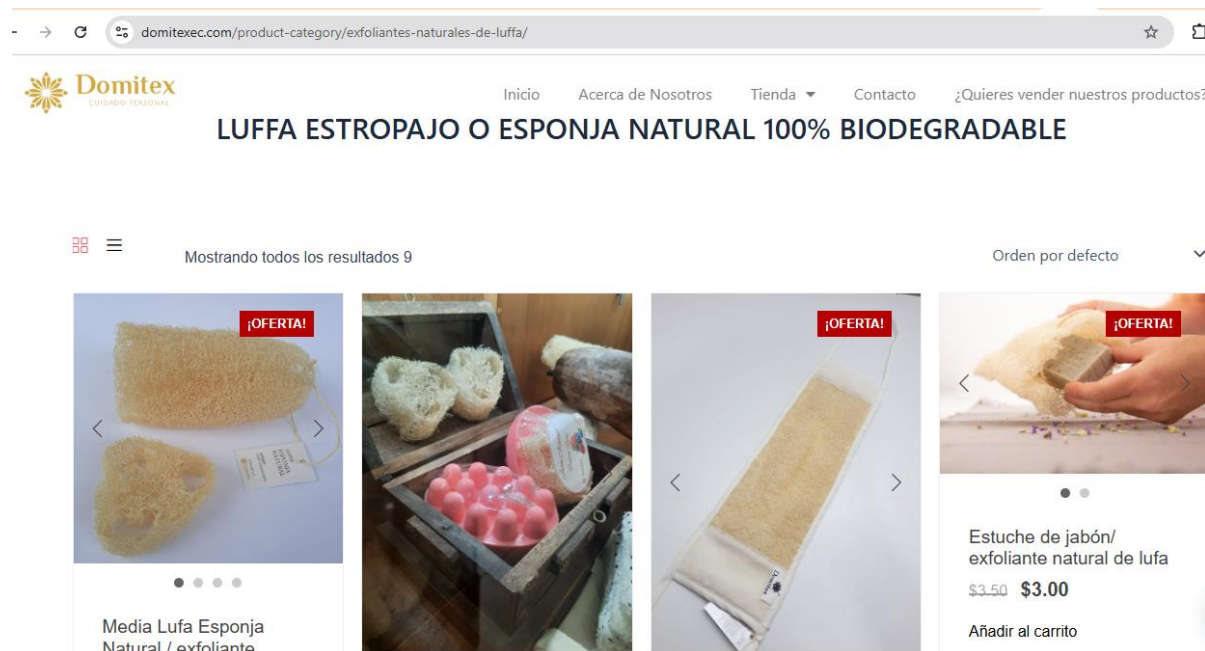 domitexec.com/product-category/exfoliantes-naturales-de-luffa/
Domitex
CUIDADO PERSONAL
Inicio
Acerca de Nosotros
Tienda
Contacto
¿Quieres vender nuestros productos?
LUFFA ESTROPAJO O ESPONJA NATURAL 100% BIODEGRADABLE
Mostrando todos los resultados 9
Orden por defecto
¡OFERTA!
¡OFERTA!
¡OFERTA!
ESPONJA
NATURAL
Domitex
Media Lufa Esponja
Natural / exfoliante
Estuche de jabón/
exfoliante natural de lufa
$3.50 $3.00
Añadir al carrito